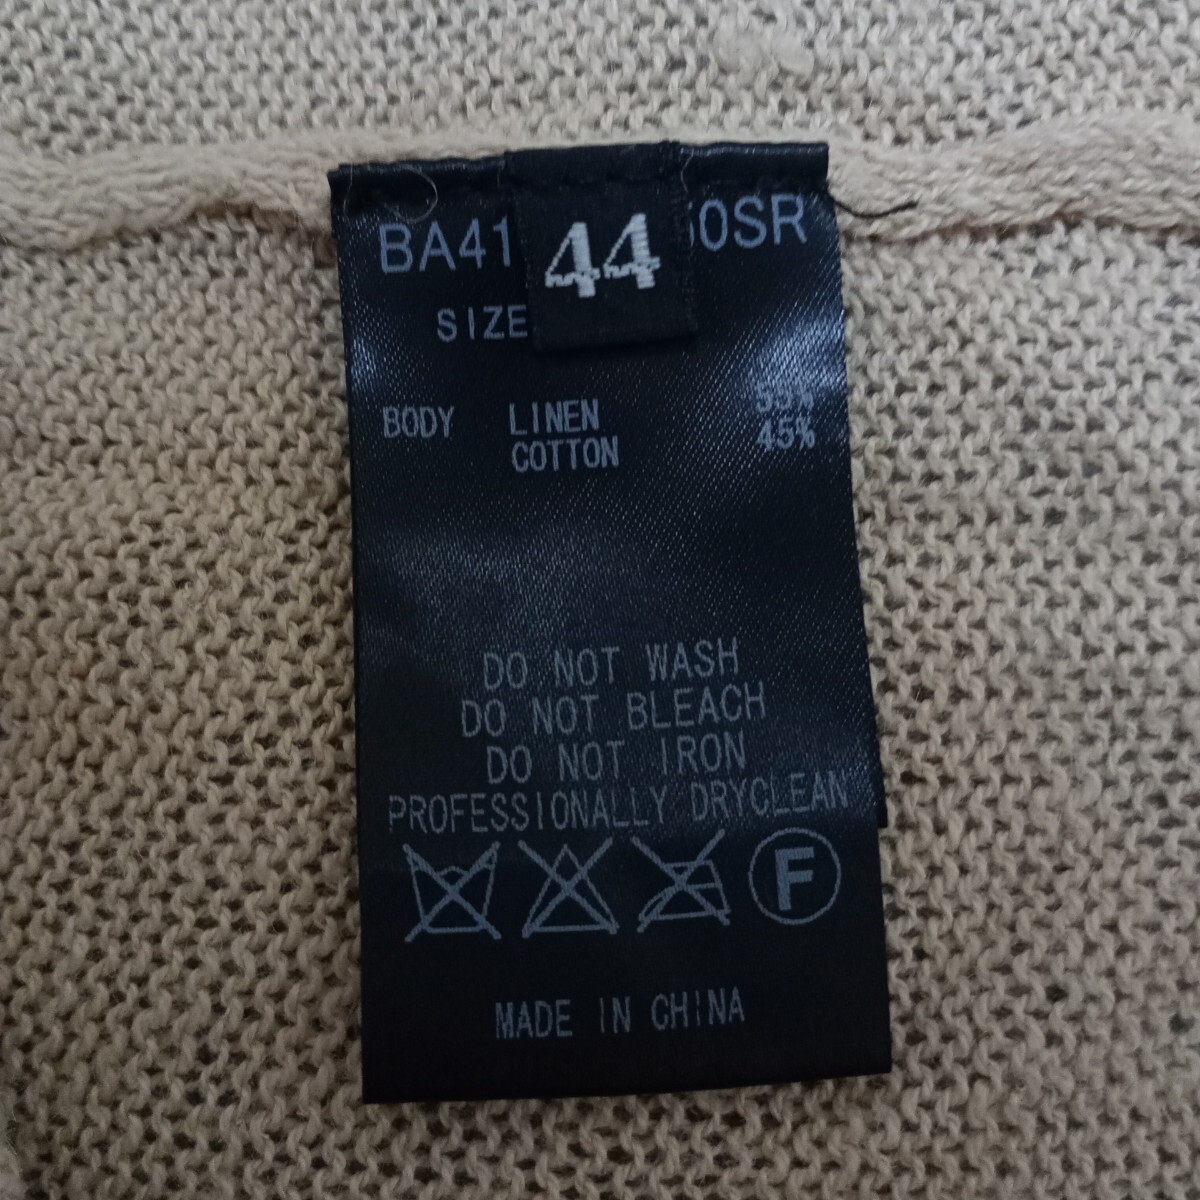 BA41 50SR
44
SIZE
BODY LINEN 55%
COTTON 45%
DO NOT WASH
DO NOT BLEACH
DO NOT IRON
PROFESSIONALLY DRYCLEAN
F
MADE IN CHINA